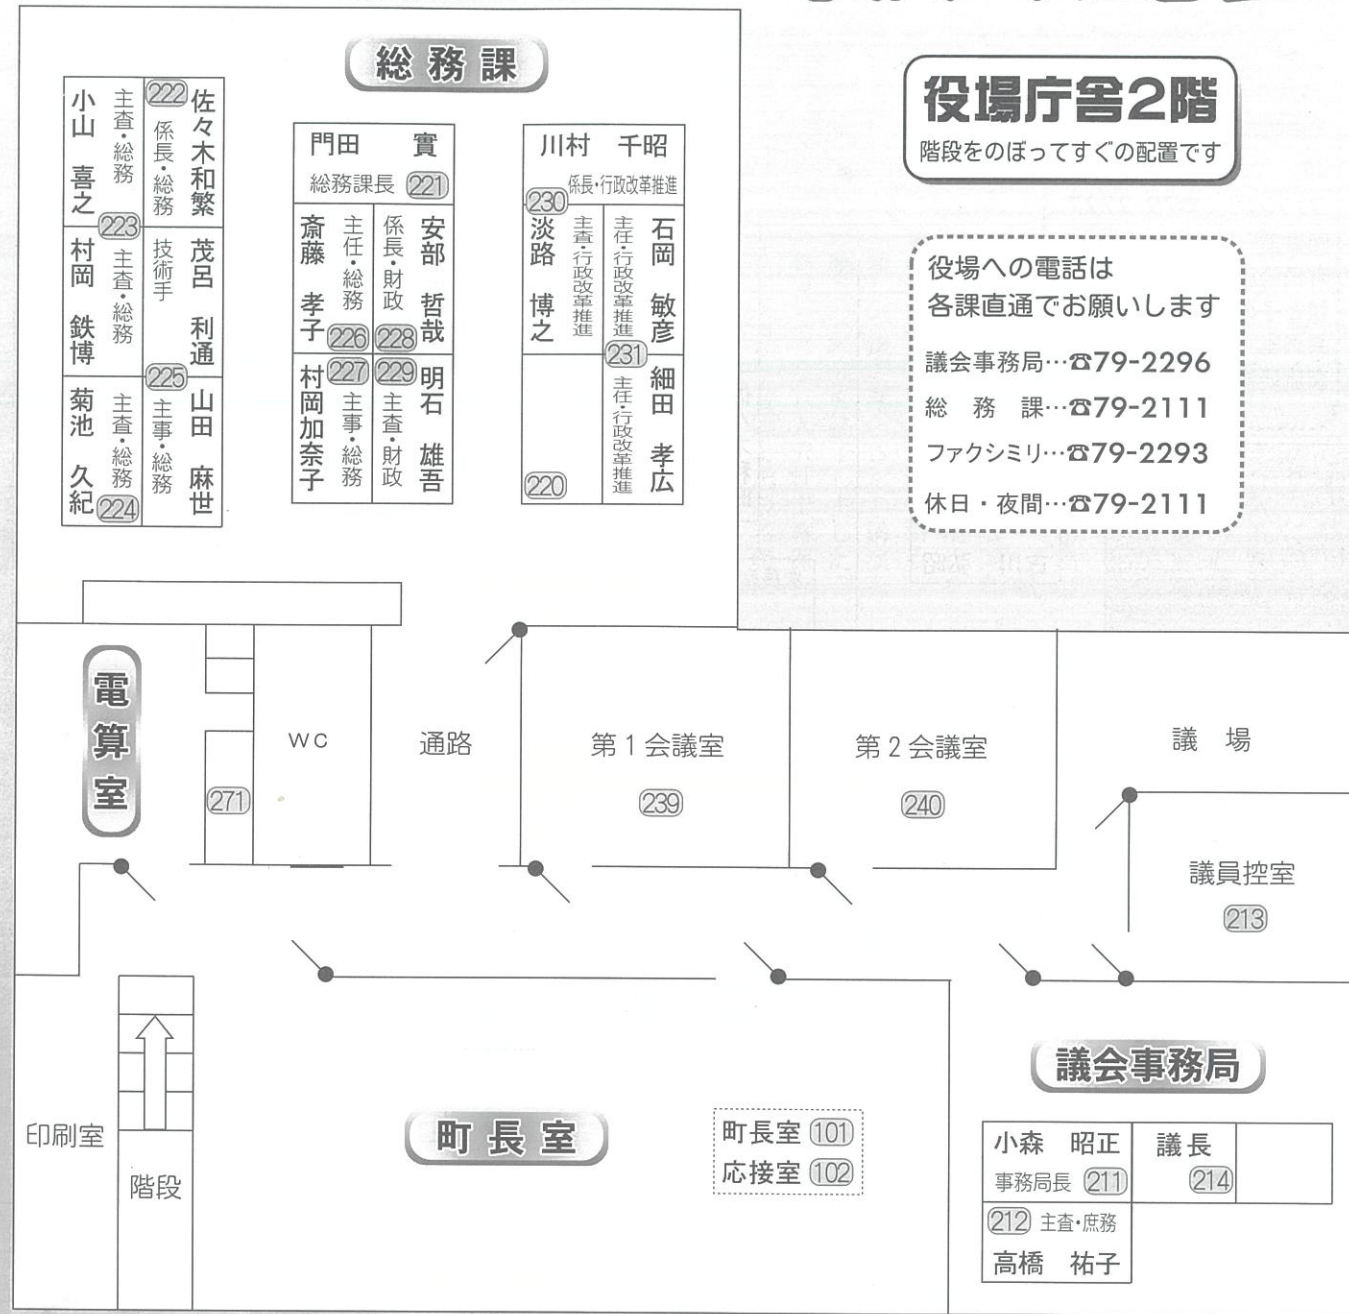 総務課
役場庁舎2階
階段をのぼってすぐの配置です
役場への電話は
各課直通でお願いします
議会事務局…☎79-2296
総務課…☎79-2111
ファクシミリ…☎79-2293
休日・夜間…☎79-2111
小山 喜之
主査・総務
223
222
係長・総務
佐々木和繁
村岡 鉄博
主査・総務
技術手
茂呂 利通
225
菊池 久紀
主査・総務
224
主事・総務
山田 麻世
門田 實
総務課長 221
斎藤 孝子
主任・総務
226
係長・財政
228
安部 哲哉
村岡加奈子
227
主事・総務
229
主査・財政
明石 雄吾
川村 千昭
係長・行政改革推進
230
淡路 博之
主査・行政改革推進
主任・行政改革推進
石岡 敏彦
231
220
主任・行政改革推進
細田 孝広
電算室
271
WC
通路
第1会議室
239
第2会議室
240
議場
議員控室
213
印刷室
階段
町長室
町長室 101
応接室 102
議会事務局
小森 昭正
事務局長 211
議長
214
212 主査・庶務
高橋 祐子